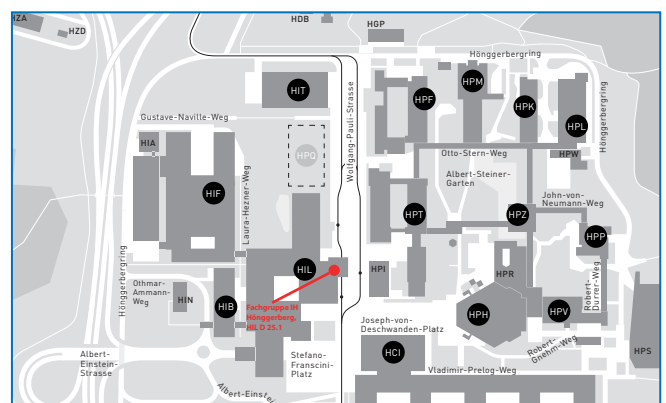 HZA
HZD
HDB
HGP
Hönggerbergring
HIT
HPF
HPM
HPK
HPL
Hönggerbergring
Wolfgang-Pauli-Strasse
Gustave-Naville-Weg
HIA
HPQ
Otto-Stern-Weg
HPW
Albert-Steiner-
Garten
HIF
Laura-Hezner-Weg
John-von-
Neumann-Weg
HPT
HPZ
HPP
Hönggerbergring
HIL
HPI
HPR
Robert-
Durrer-Weg
Othmar-
Ammann-
Weg
HIN
HIB
Fachgruppe IH
Hönggerberg,
HIL D 25.1
HPH
HPV
Joseph-von-
Deschwanden-Platz
Robert-
Gnehm-Weg
HPS
Albert-
Einstein-
Strasse
Stefano-
Franscini-
Platz
HCI
Vladimir-Prelog-Weg
Albert-Einste